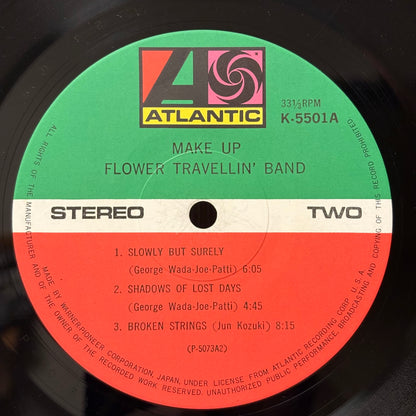 ATLANTIC
33⅓RPM
K-5501A
MAKE UP
FLOWER TRAVELLIN' BAND
STEREO
TWO
1. SLOWLY BUT SURELY
(George Wada-Joe-Patti) 6:05
2. SHADOWS OF LOST DAYS
(George Wada-Joe-Patti) 4:45
3. BROKEN STRINGS (Jun Kozuki) 8:15
(P-5073A2)
MADE BY WARNER/PIONEER CORPORATION, JAPAN, UNDER LICENSE FROM ATLANTIC RECORDING CORP., U.S.A.
ALL RIGHTS OF THE MANUFACTURER AND OF THE OWNER OF THE RECORDED WORK RESERVED. UNAUTHORIZED PUBLIC PERFORMANCE, BROADCASTING AND COPYING OF THIS RECORD PROHIBITED.